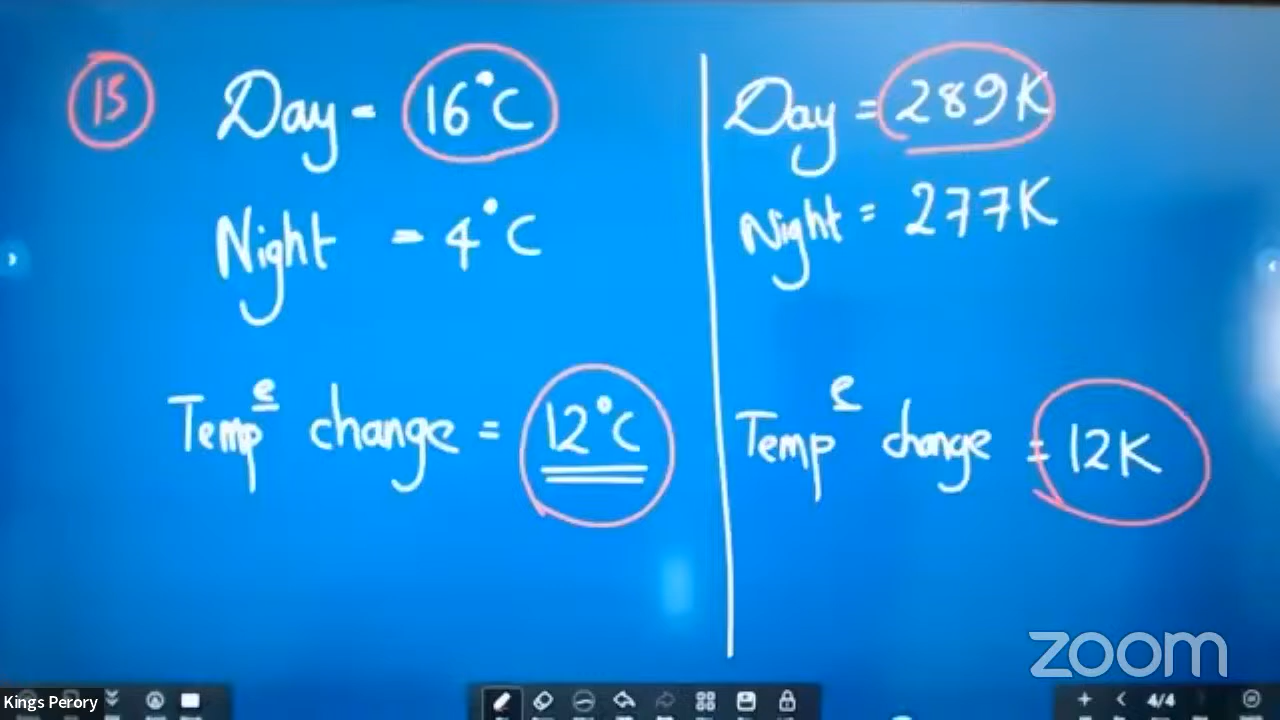 15
Day = 16°C
Night = 4°C
Tempe change = 12°C
Day = 289K
Night = 277K
Tempe change = 12K
zoom
Kings Perory
4/4